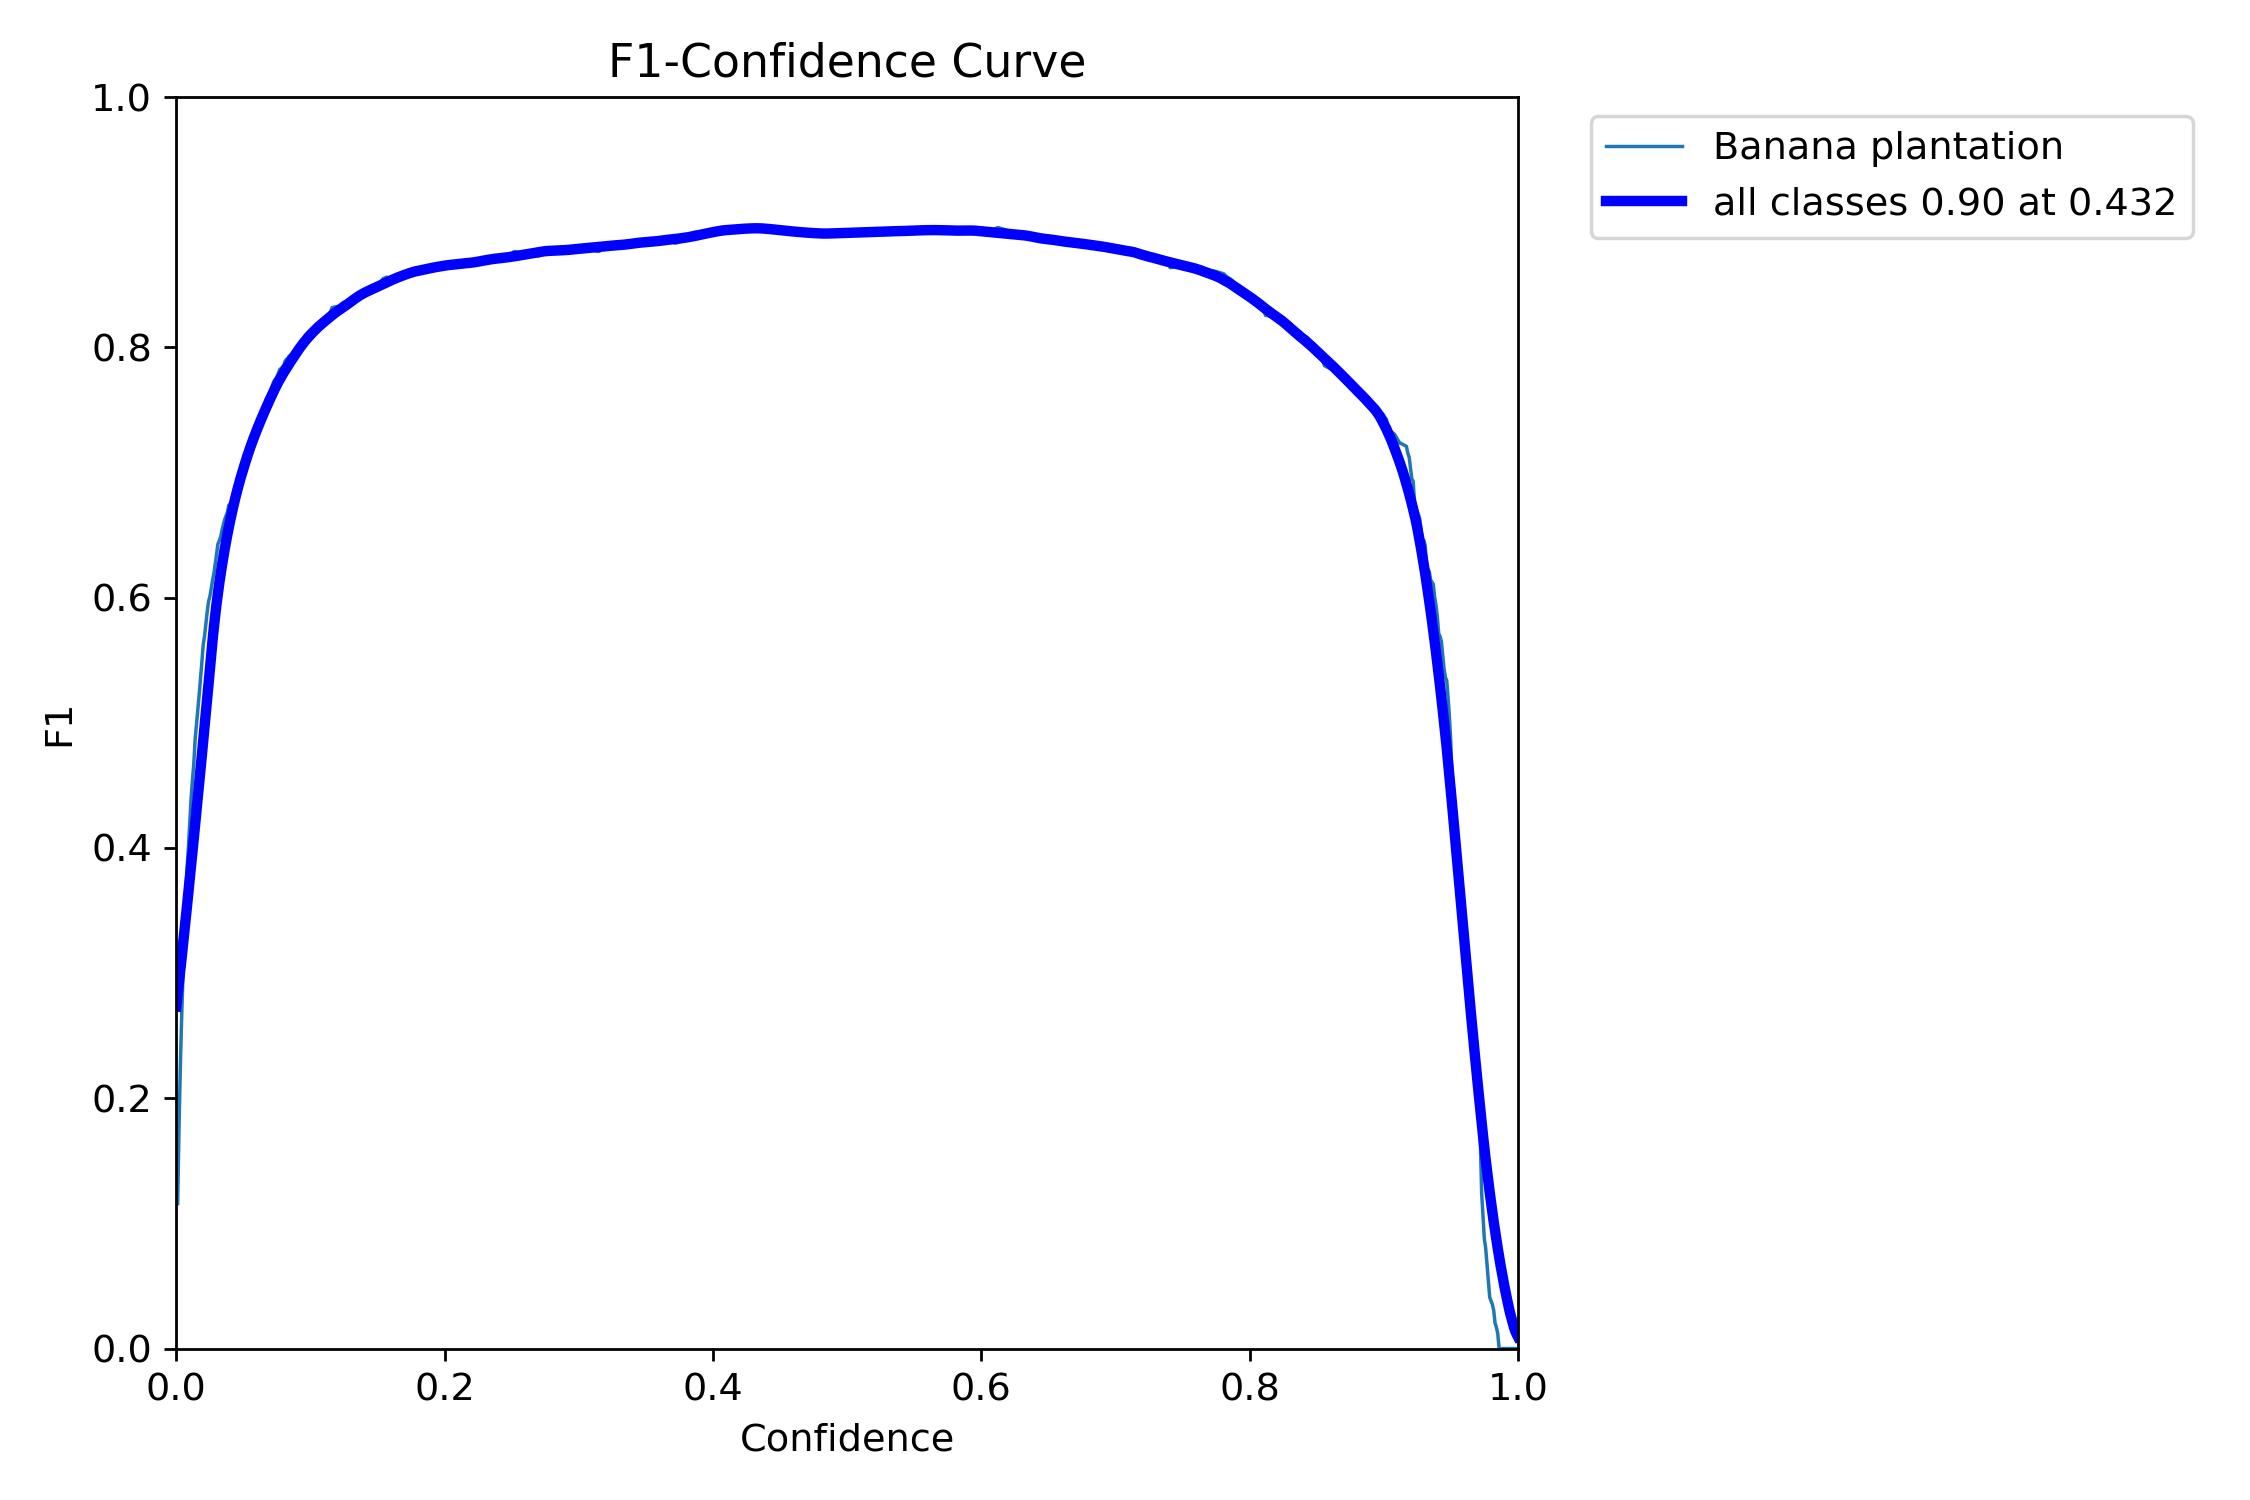 F1-Confidence Curve
Banana plantation
all classes 0.90 at 0.432
1.0
0.8
0.6
0.4
0.2
0.0
F1
0.0 0.2 0.4 0.6 0.8 1.0
Confidence